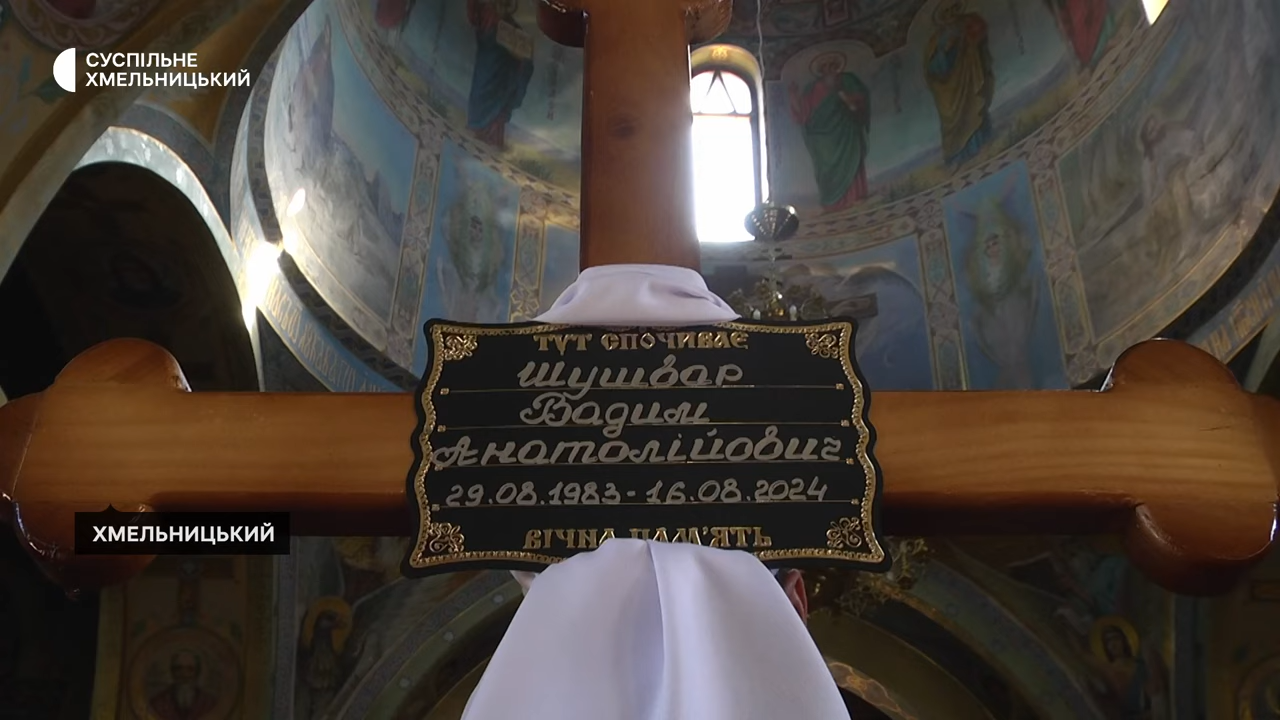 СУСПІЛЬНЕ
ХМЕЛЬНИЦЬКИЙ
ТУТ СПОЧИВАЄ
Шушвар
Вадим
Анатолійович
29.08.1983-16.08.2024
ВІЧНА ПАМ'ЯТЬ
ХМЕЛЬНИЦЬКИЙ